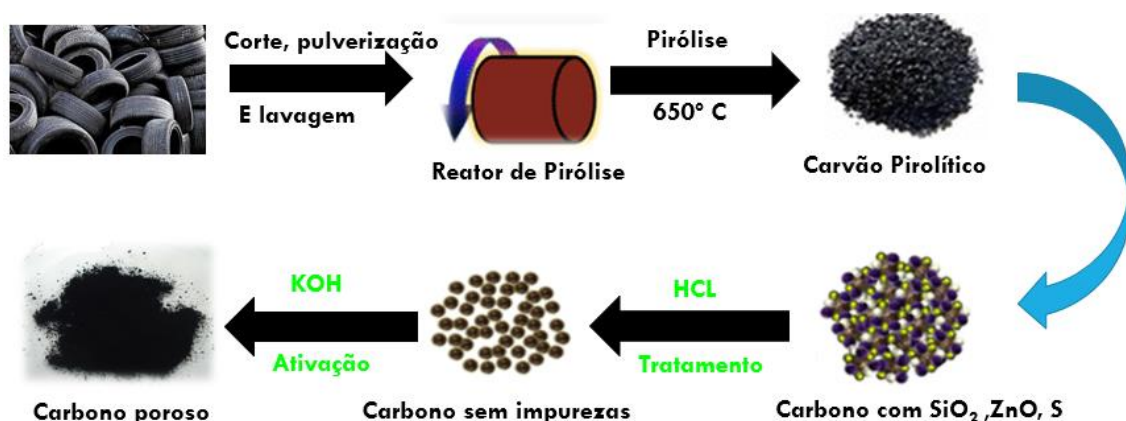 Corte, pulverização
E lavagem
Reator de Pirólise
Pirólise
650° C
Carvão Pirolítico
KOH
Ativação
HCL
Tratamento
Carbono poroso
Carbono sem impurezas
Carbono com SiO₂ ,ZnO, S